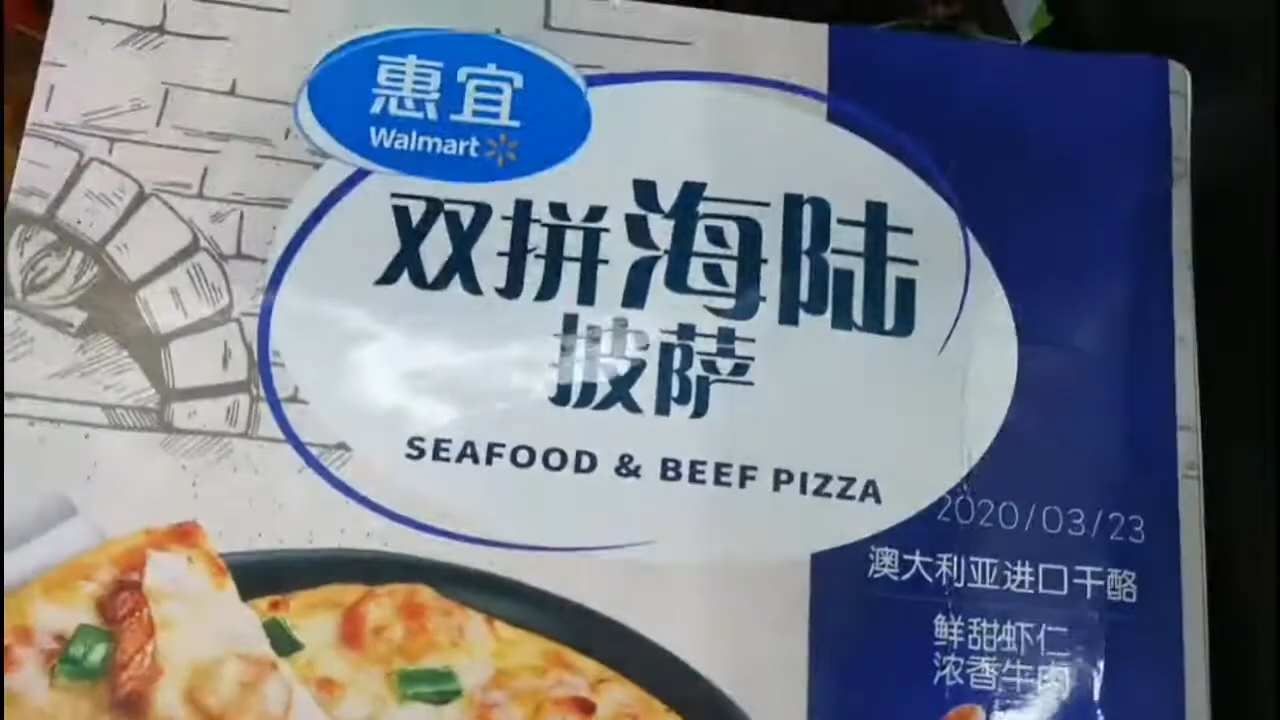 惠宜
Walmart
双拼海陆
披萨
SEAFOOD & BEEF PIZZA
2020/03/23
澳大利亚进口干酪
鲜甜虾仁
浓香牛肉